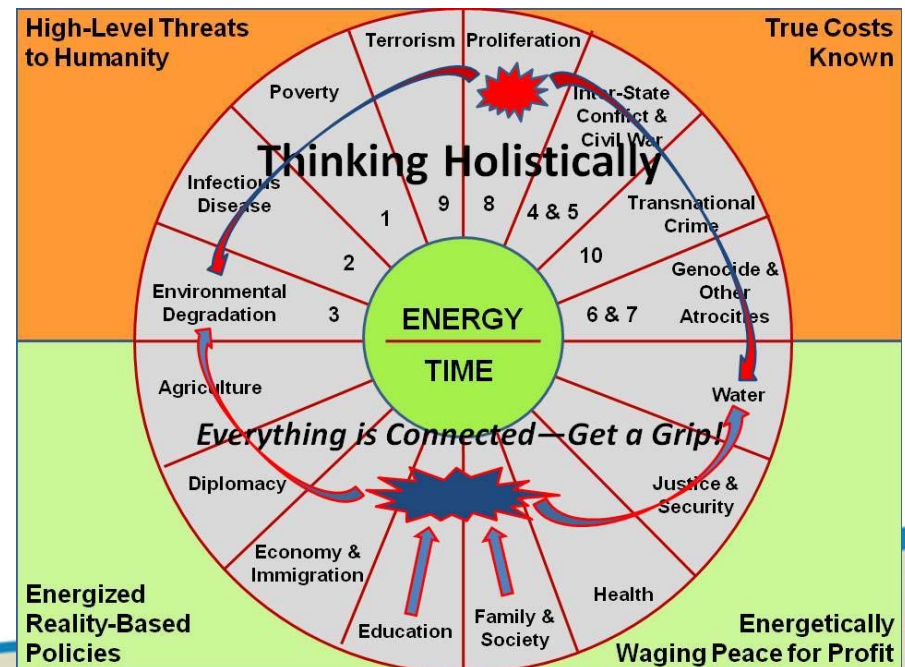 High-Level Threats
to Humanity
True Costs
Known
Terrorism
Proliferation
Poverty
Inter-State
Conflict &
Civil War
Thinking Holistically
Infectious
Disease
Transnational
Crime
1
9
8
4 & 5
2
10
Environmental
Degradation
3
Genocide &
Other
Atrocities
6 & 7
ENERGY
TIME
Agriculture
Water
Everything is Connected—Get a Grip!
Diplomacy
Justice &
Security
Economy &
Immigration
Education
Family &
Society
Health
Energized
Reality-Based
Policies
Energetically
Waging Peace for Profit